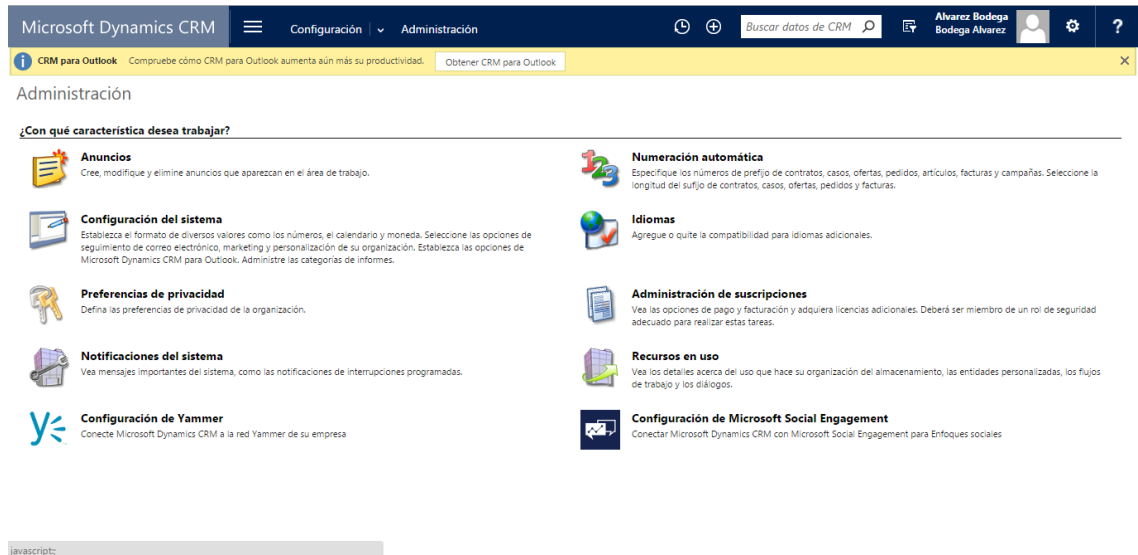 Microsoft Dynamics CRM
Configuración
Administración
Buscar datos de CRM
Alvarez Bodega
Bodega Alvarez
?
CRM para Outlook Compruebe cómo CRM para Outlook aumenta aún más su productividad. Obtener CRM para Outlook
Administración
¿Con qué característica desea trabajar?
Anuncios
Cree, modifique y elimine anuncios que aparezcan en el área de trabajo.
Numeración automática
Especifique los números de prefijo de contratos, casos, ofertas, pedidos, artículos, facturas y campañas. Seleccione la
longitud del sufijo de contratos, casos, ofertas, pedidos y facturas.
Configuración del sistema
Establezca el formato de diversos valores como los números, el calendario y moneda. Seleccione las opciones de
seguimiento de correo electrónico, marketing y personalización de su organización. Establezca las opciones de
Microsoft Dynamics CRM para Outlook. Administre las categorías de informes.
Idiomas
Agregue o quite la compatibilidad para idiomas adicionales.
Preferencias de privacidad
Defina las preferencias de privacidad de la organización.
Administración de suscripciones
Vea las opciones de pago y facturación y adquiera licencias adicionales. Deberá ser miembro de un rol de seguridad
adecuado para realizar estas tareas.
Notificaciones del sistema
Vea mensajes importantes del sistema, como las notificaciones de interrupciones programadas.
Recursos en uso
Vea los detalles acerca del uso que hace su organización del almacenamiento, las entidades personalizadas, los flujos
de trabajo y los diálogos.
Configuración de Yammer
Conecte Microsoft Dynamics CRM a la red Yammer de su empresa
Configuración de Microsoft Social Engagement
Conectar Microsoft Dynamics CRM con Microsoft Social Engagement para Enfoques sociales
javascript:;